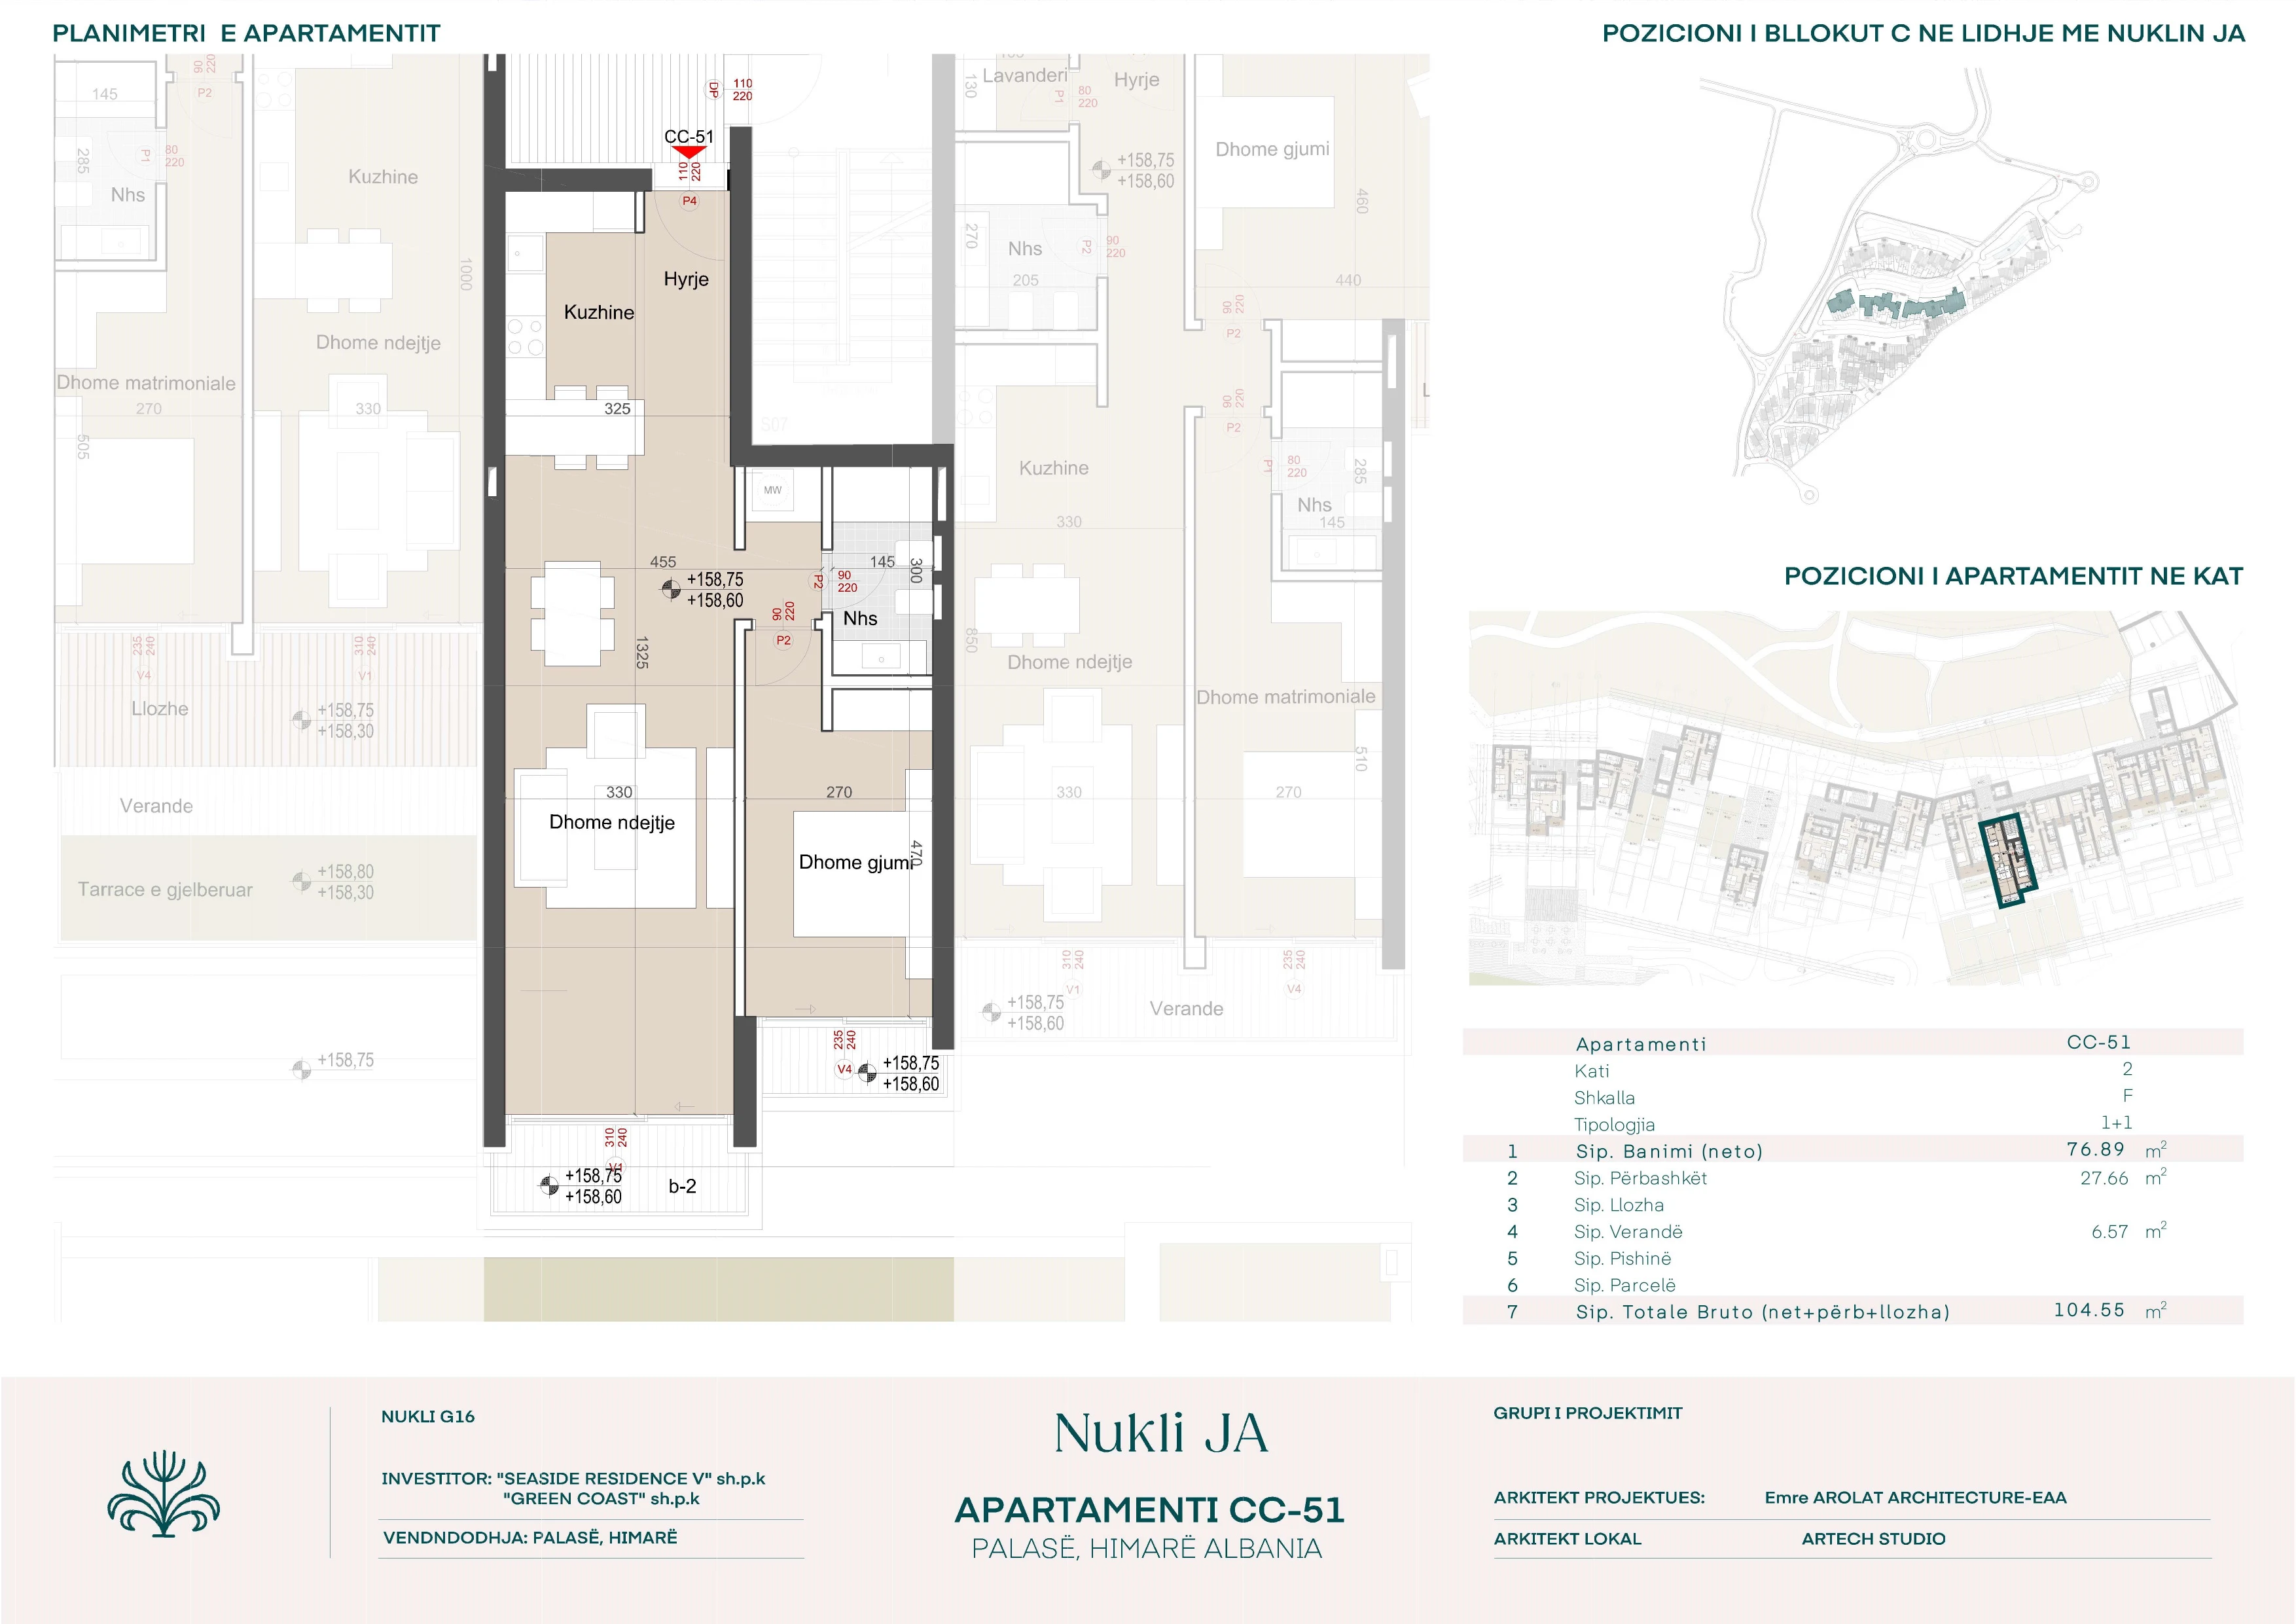 PLANIMETRI E APARTAMENTIT
POZICIONI I BLLOKUT C NE LIDHJE ME NUKLIN JA
145
90
220
P2
285
P1
80
220
Nhs
Kuzhine
1000
Dhome ndejtje
Dhome matrimoniale
270
330
505
235
240
V4
310
240
V1
Llozhe
+158,75
+158,30
Verande
Tarrace e gjelberuar
+158,80
+158,30
+158,75
DP
110
220
CC-51
110
220
P4
Hyrje
Kuzhine
325
S07
MW
455
+158,75
+158,60
P2
90
220
145
300
Nhs
90
220
P2
1325
330
270
Dhome ndejtje
Dhome gjumi
470
235
240
V4
+158,75
+158,60
310
240
V1
+158,75
+158,60
b-2
130
Lavanderi
Hyrje
P1
80
220
Dhome gjumi
+158,75
+158,60
460
270
Nhs
P2
90
220
205
440
90
220
P2
90
220
P2
Kuzhine
P1
80
220
285
Nhs
145
330
850
Dhome ndejtje
Dhome matrimoniale
510
330
270
310
240
V1
235
240
V4
+158,75
+158,60
Verande
POZICIONI I APARTAMENTIT NE KAT
Apartamenti CC-51
Kati 2
Shkalla F
Tipologjia 1+1
1 Sip. Banimi (neto) 76.89 m²
2 Sip. Përbashkët 27.66 m²
3 Sip. Llozha
4 Sip. Verandë 6.57 m²
5 Sip. Pishinë
6 Sip. Parcelë
7 Sip. Totale Bruto (net+përb+llozha) 104.55 m²
NUKLI G16
INVESTITOR: "SEASIDE RESIDENCE V" sh.p.k
"GREEN COAST" sh.p.k
VENDNDODHJA: PALASË, HIMARË
Nukli JA
APARTAMENTI CC-51
PALASË, HIMARË ALBANIA
GRUPI I PROJEKTIMIT
ARKITEKT PROJEKTUES: Emre AROLAT ARCHITECTURE-EAA
ARKITEKT LOKAL ARTECH STUDIO